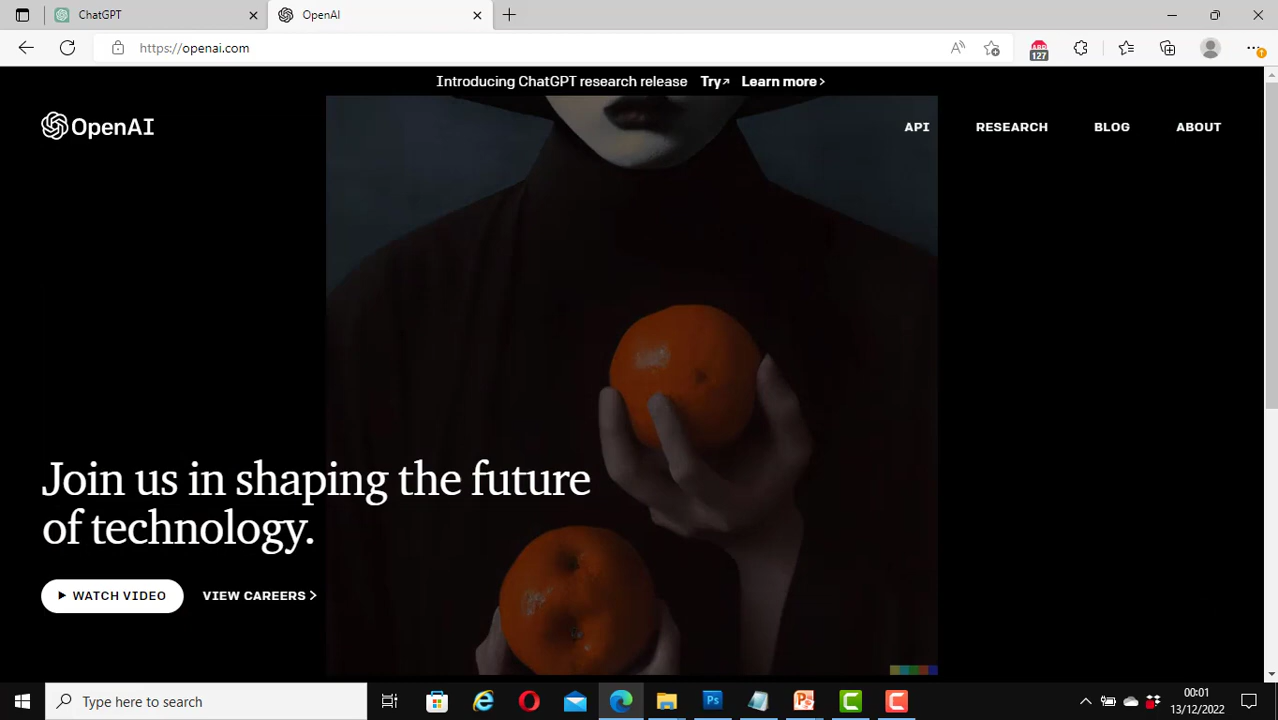 ChatGPT
OpenAI
https://openai.com
127
Introducing ChatGPT research release Try↗ Learn more >
OpenAI
API RESEARCH BLOG ABOUT
Join us in shaping the future
of technology.
WATCH VIDEO VIEW CAREERS >
Type here to search
Ps
00:01
13/12/2022